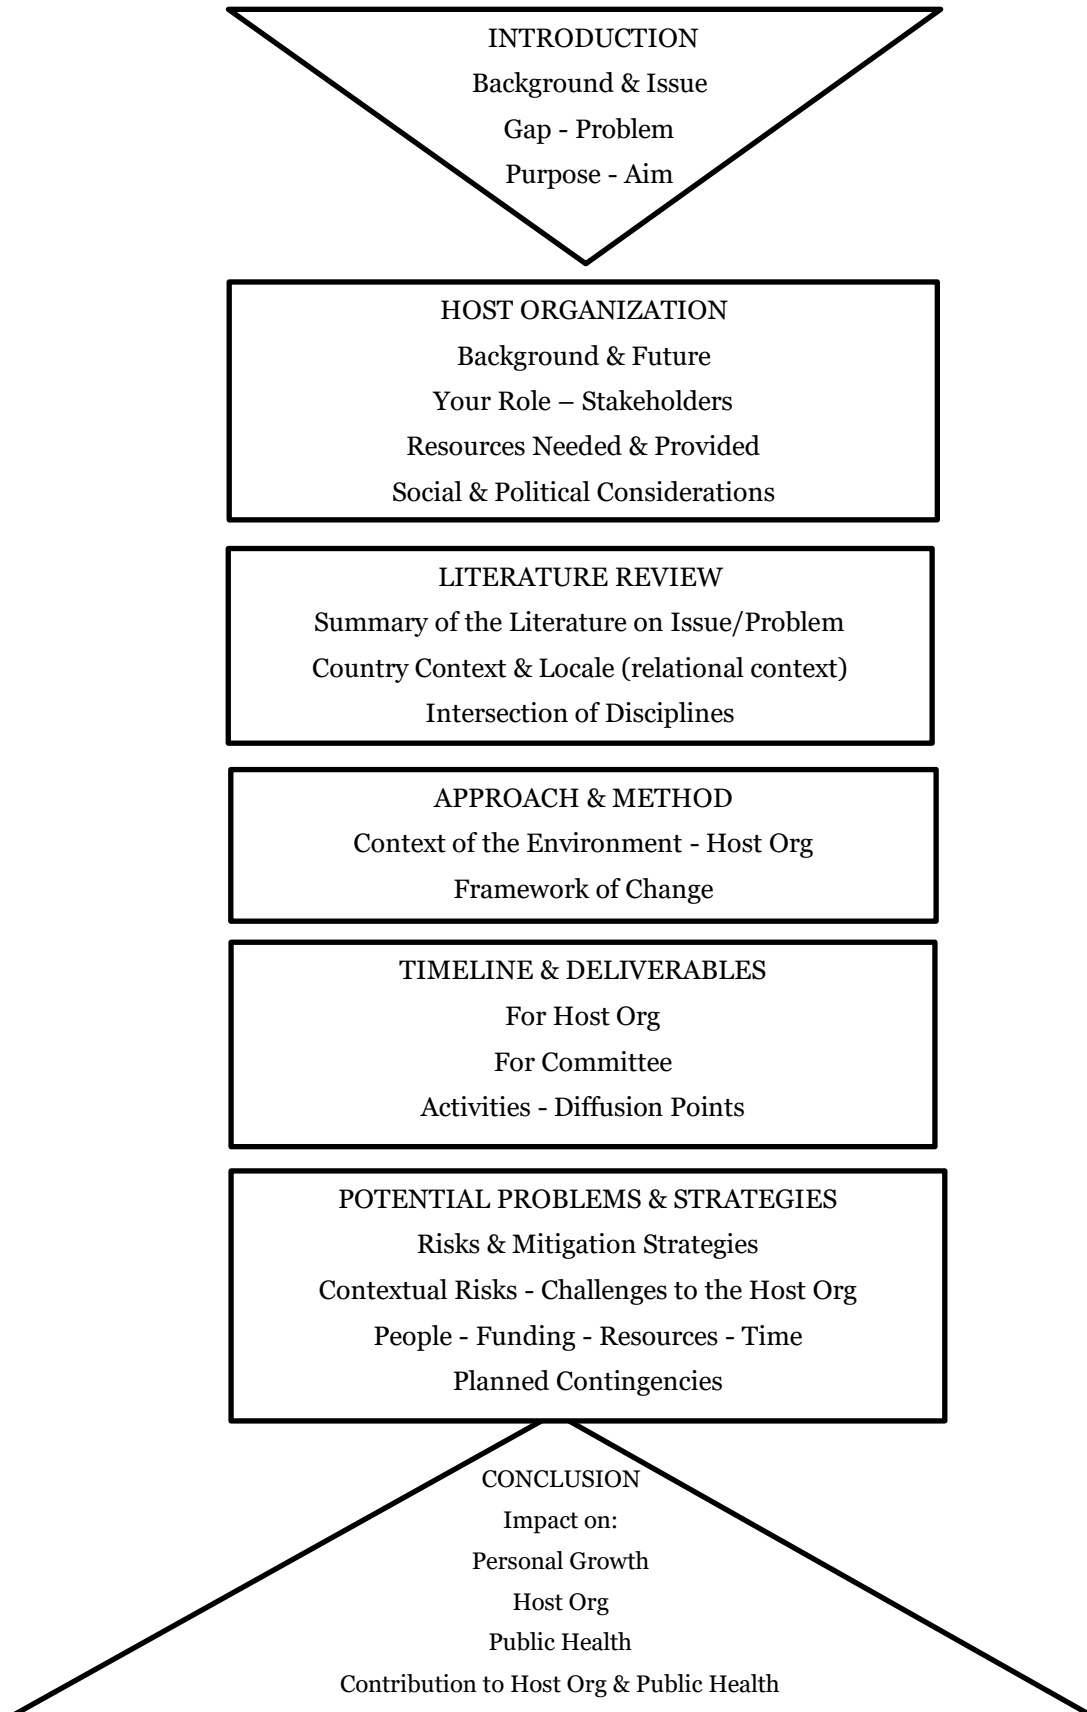 INTRODUCTION
Background & Issue
Gap - Problem
Purpose - Aim
HOST ORGANIZATION
Background & Future
Your Role – Stakeholders
Resources Needed & Provided
Social & Political Considerations
LITERATURE REVIEW
Summary of the Literature on Issue/Problem
Country Context & Locale (relational context)
Intersection of Disciplines
APPROACH & METHOD
Context of the Environment - Host Org
Framework of Change
TIMELINE & DELIVERABLES
For Host Org
For Committee
Activities - Diffusion Points
POTENTIAL PROBLEMS & STRATEGIES
Risks & Mitigation Strategies
Contextual Risks - Challenges to the Host Org
People - Funding - Resources - Time
Planned Contingencies
CONCLUSION
Impact on:
Personal Growth
Host Org
Public Health
Contribution to Host Org & Public Health